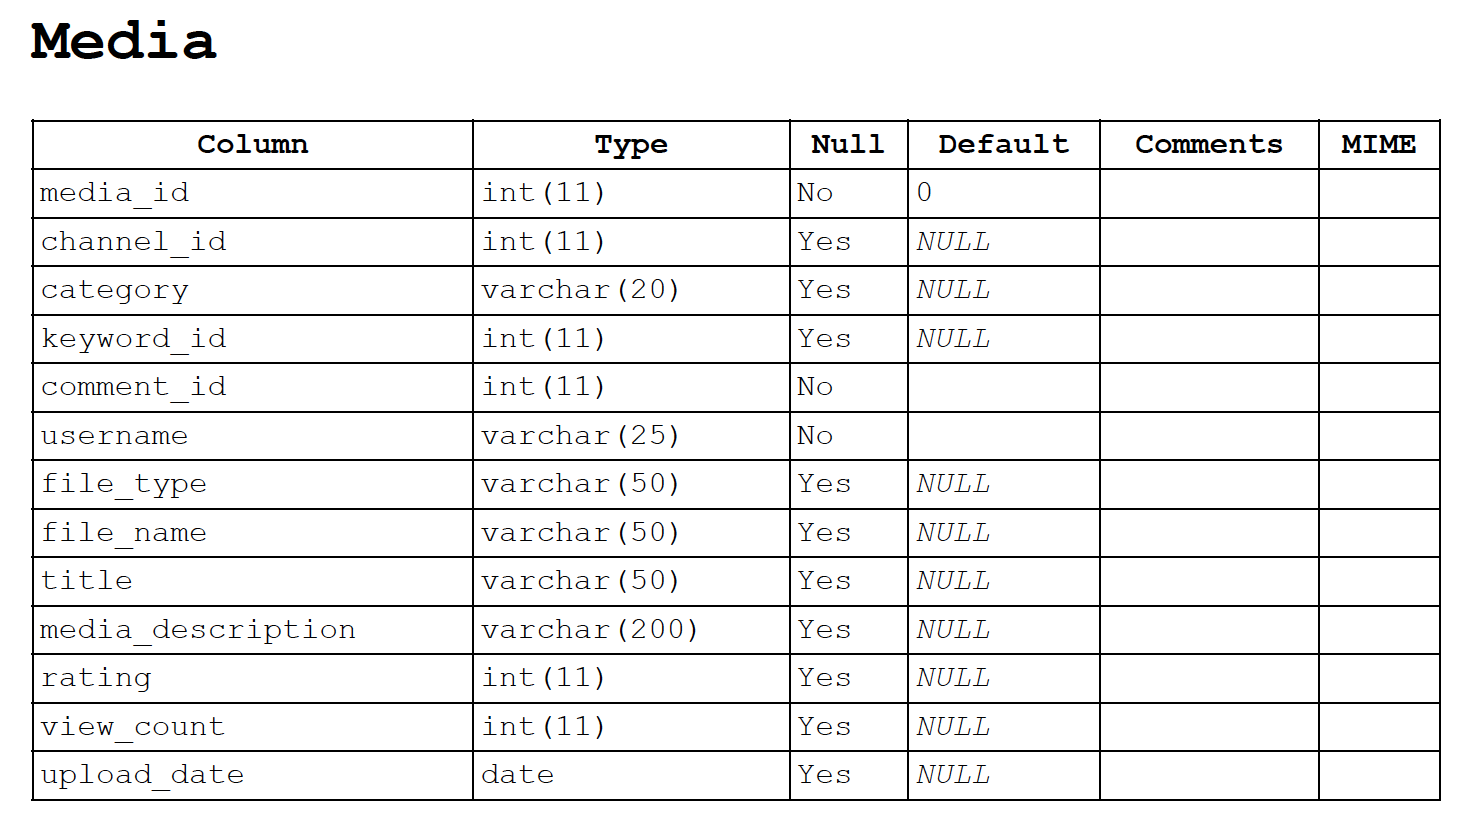 Media
Column Type Null Default Comments MIME
media_id int(11) No 0
channel_id int(11) Yes NULL
category varchar(20) Yes NULL
keyword_id int(11) Yes NULL
comment_id int(11) No
username varchar(25) No
file_type varchar(50) Yes NULL
file_name varchar(50) Yes NULL
title varchar(50) Yes NULL
media_description varchar(200) Yes NULL
rating int(11) Yes NULL
view_count int(11) Yes NULL
upload_date date Yes NULL